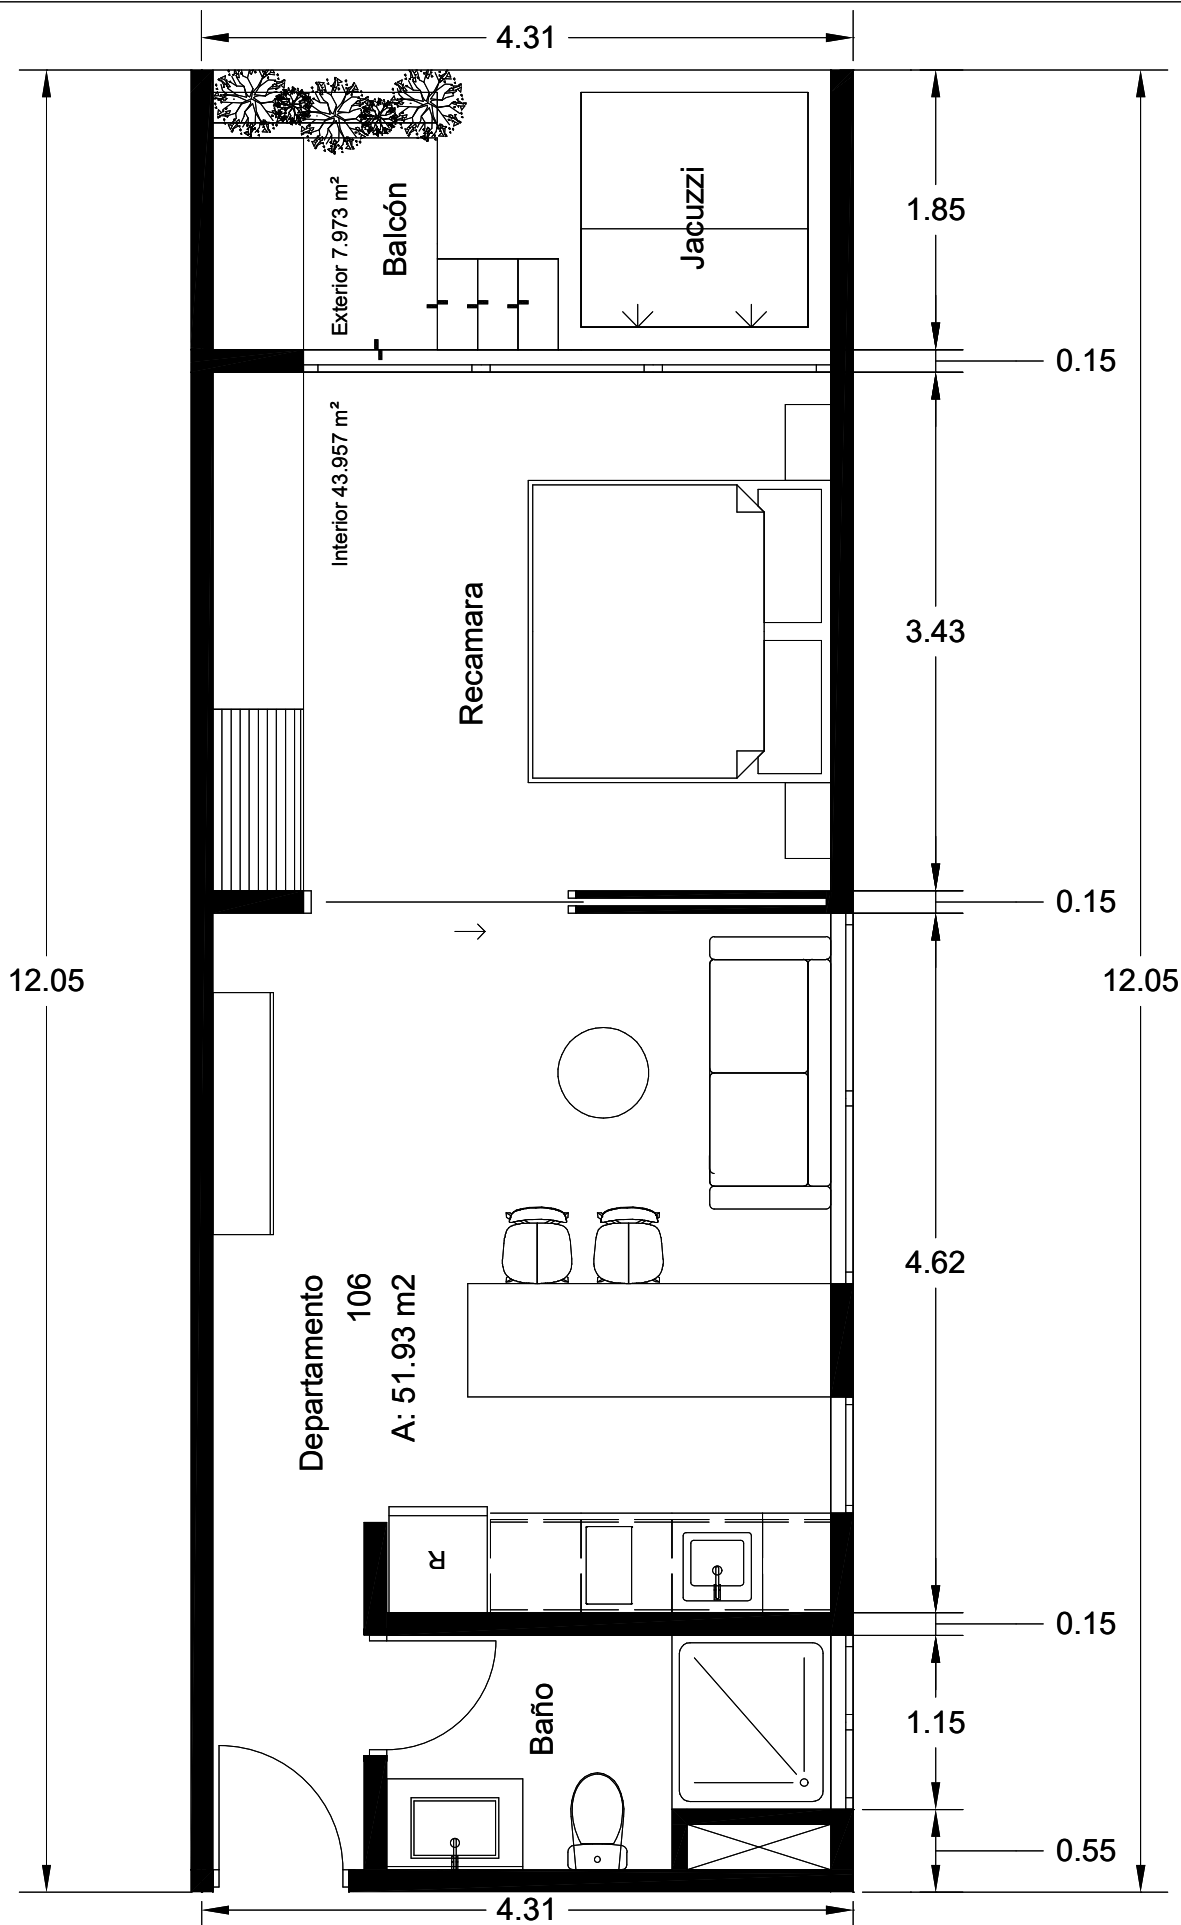 4.31
Exterior 7.973 m²
Balcón
Jacuzzi
1.85
0.15
Interior 43.957 m²
Recamara
3.43
0.15
12.05
12.05
Departamento
106
A: 51.93 m2
4.62
R
0.15
Baño
1.15
0.55
4.31